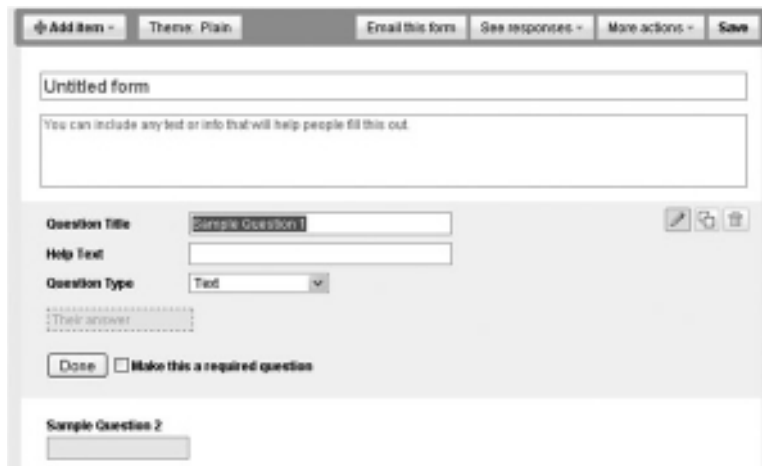 Add item Theme: Plain Email this form See responses More actions Save
Untitled form
You can include any text or info that will help people fill this out.
Question Title Sample Question 1
Help Text
Question Type Text
Their answer
Done Make this a required question
Sample Question 2